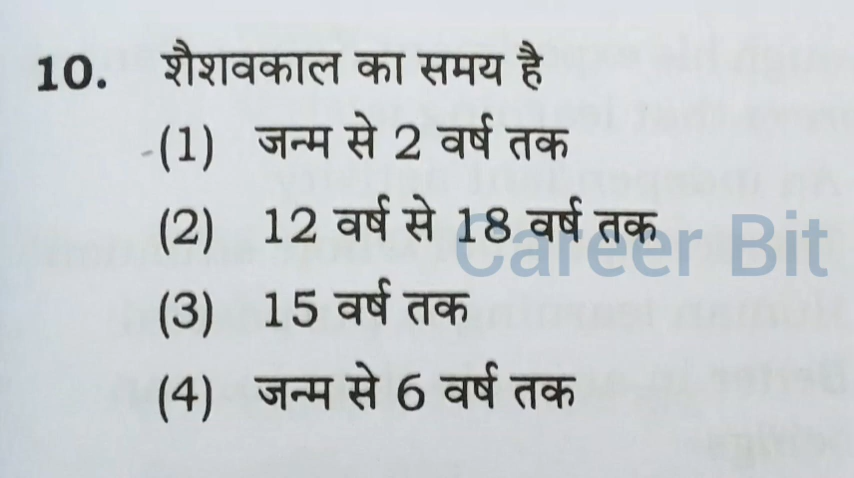 10. शैशवकाल का समय है
(1) जन्म से 2 वर्ष तक
(2) 12 वर्ष से 18 वर्ष तक
Career Bit
(3) 15 वर्ष तक
(4) जन्म से 6 वर्ष तक